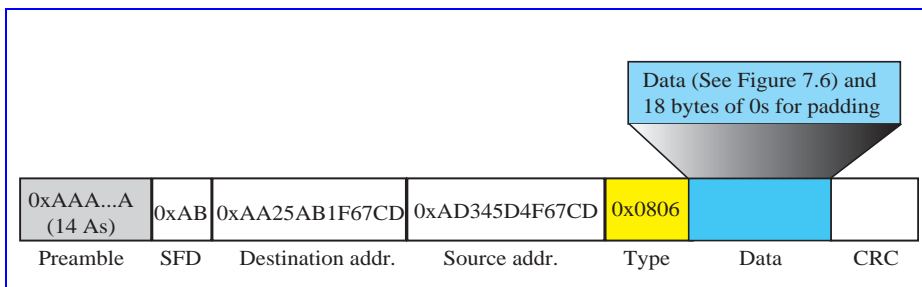 Data (See Figure 7.6) and
18 bytes of 0s for padding
0xAAA...A
(14 As)
0xAB
0xAA25AB1F67CD
0xAD345D4F67CD
0x0806
Preamble
SFD
Destination addr.
Source addr.
Type
Data
CRC